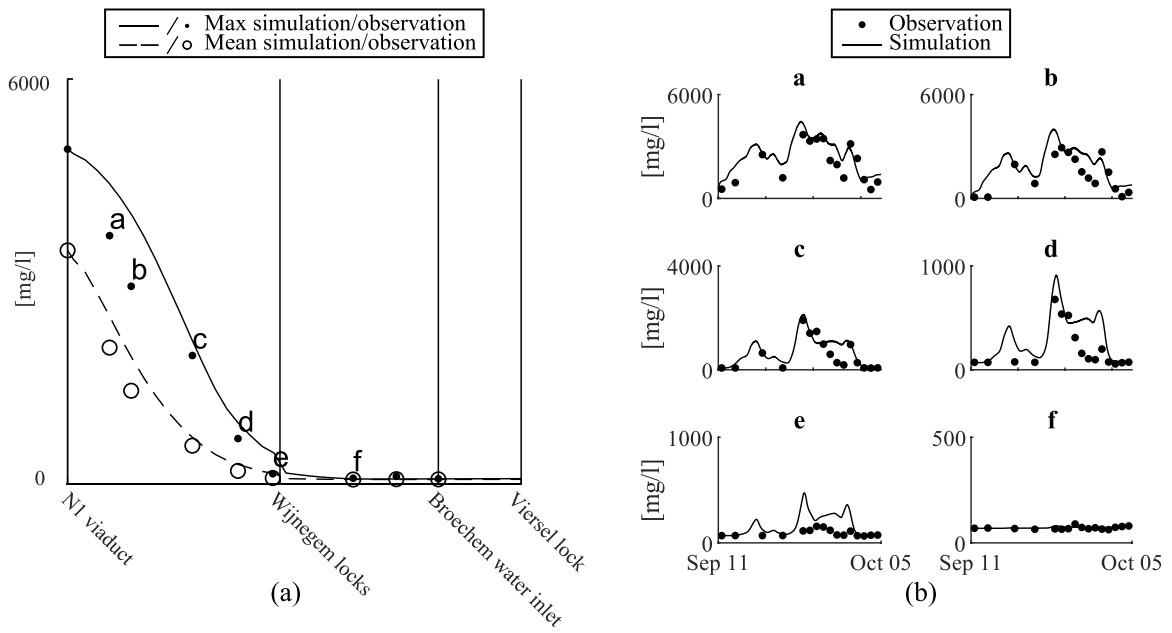 / Max simulation/observation
/ Mean simulation/observation
6000
[mg/l]
0
a
b
c
d
e
f
N1 viaduct
Wijnegem locks
Broechem water inlet
Viersel lock
(a)
Observation
Simulation
a
6000
[mg/l]
0
b
6000
0
c
4000
[mg/l]
0
d
1000
0
e
1000
[mg/l]
0
Sep 11 Oct 05
f
500
0
Sep 11 Oct 05
(b)